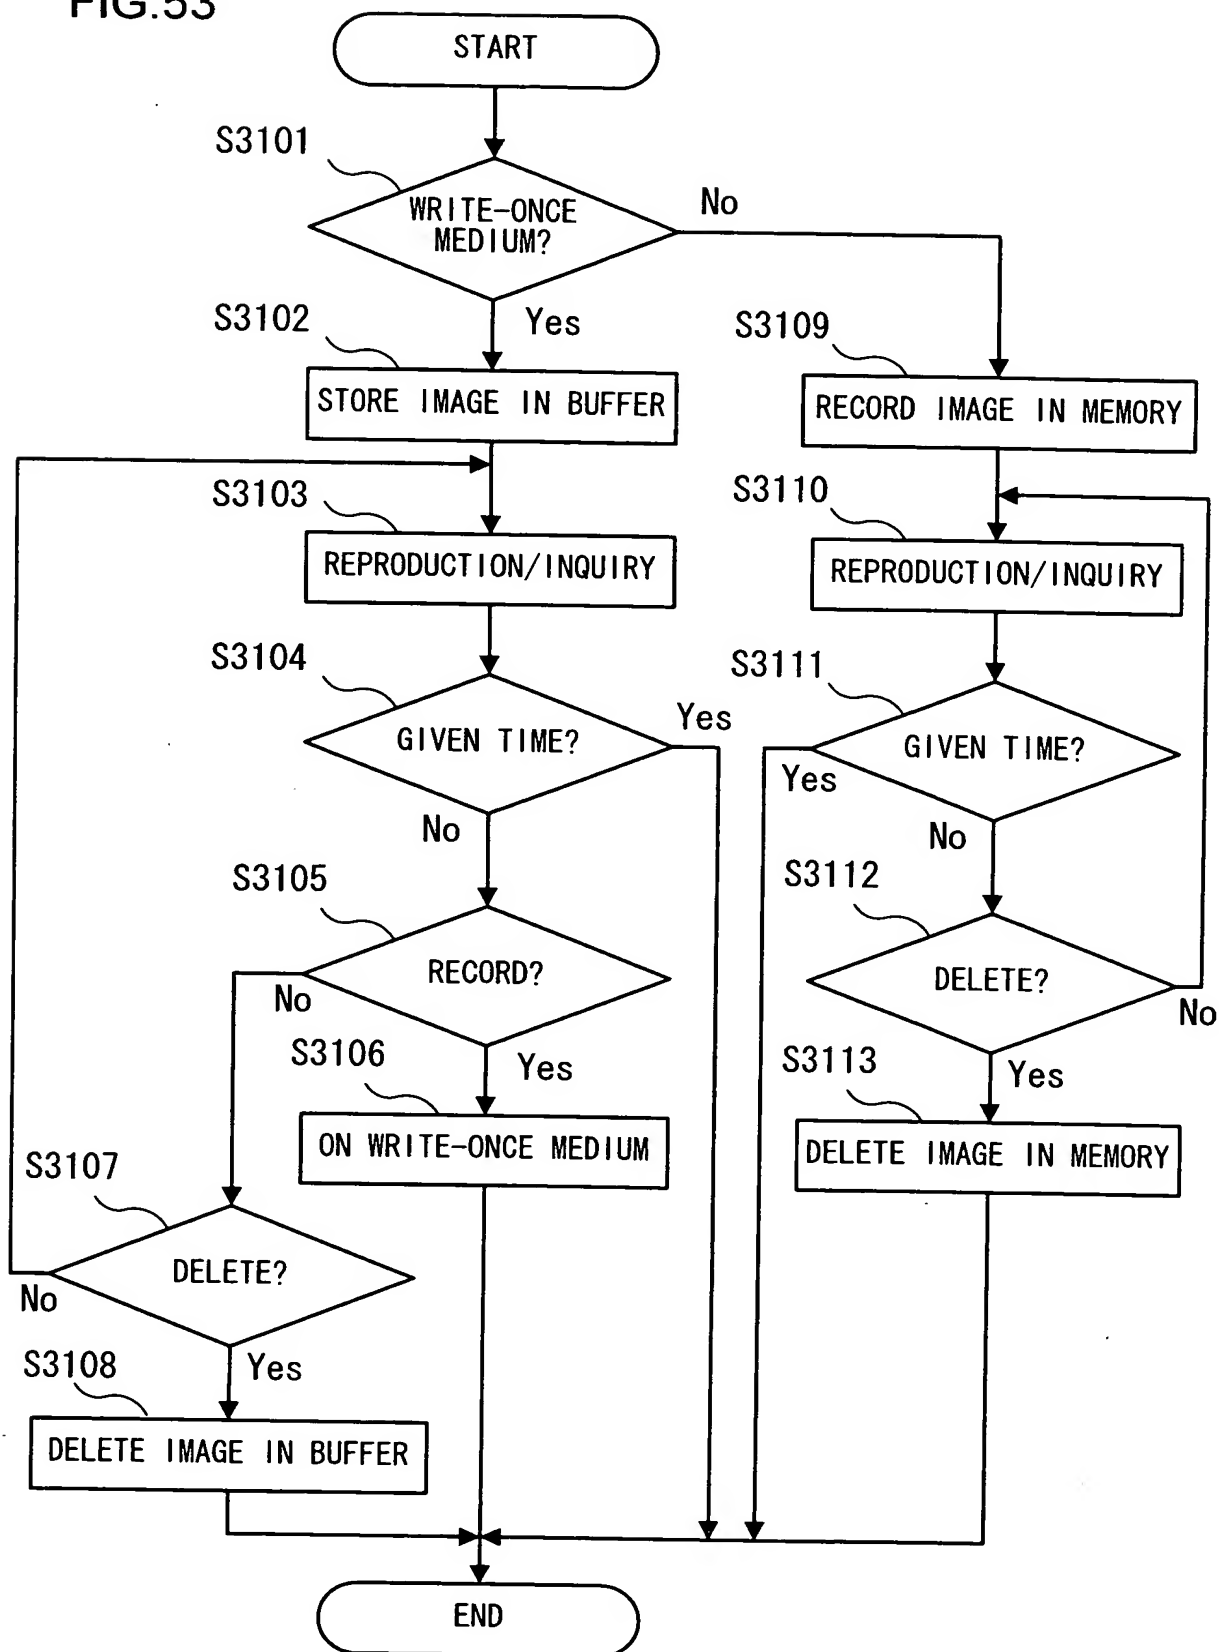 FIG.53
START
S3101
WRITE-ONCE
MEDIUM?
No
Yes
S3102
STORE IMAGE IN BUFFER
S3109
RECORD IMAGE IN MEMORY
S3103
REPRODUCTION/INQUIRY
S3110
REPRODUCTION/INQUIRY
S3104
GIVEN TIME?
Yes
No
S3111
GIVEN TIME?
Yes
No
S3105
RECORD?
No
Yes
S3112
DELETE?
No
Yes
S3106
ON WRITE-ONCE MEDIUM
S3113
DELETE IMAGE IN MEMORY
S3107
DELETE?
No
Yes
S3108
DELETE IMAGE IN BUFFER
END